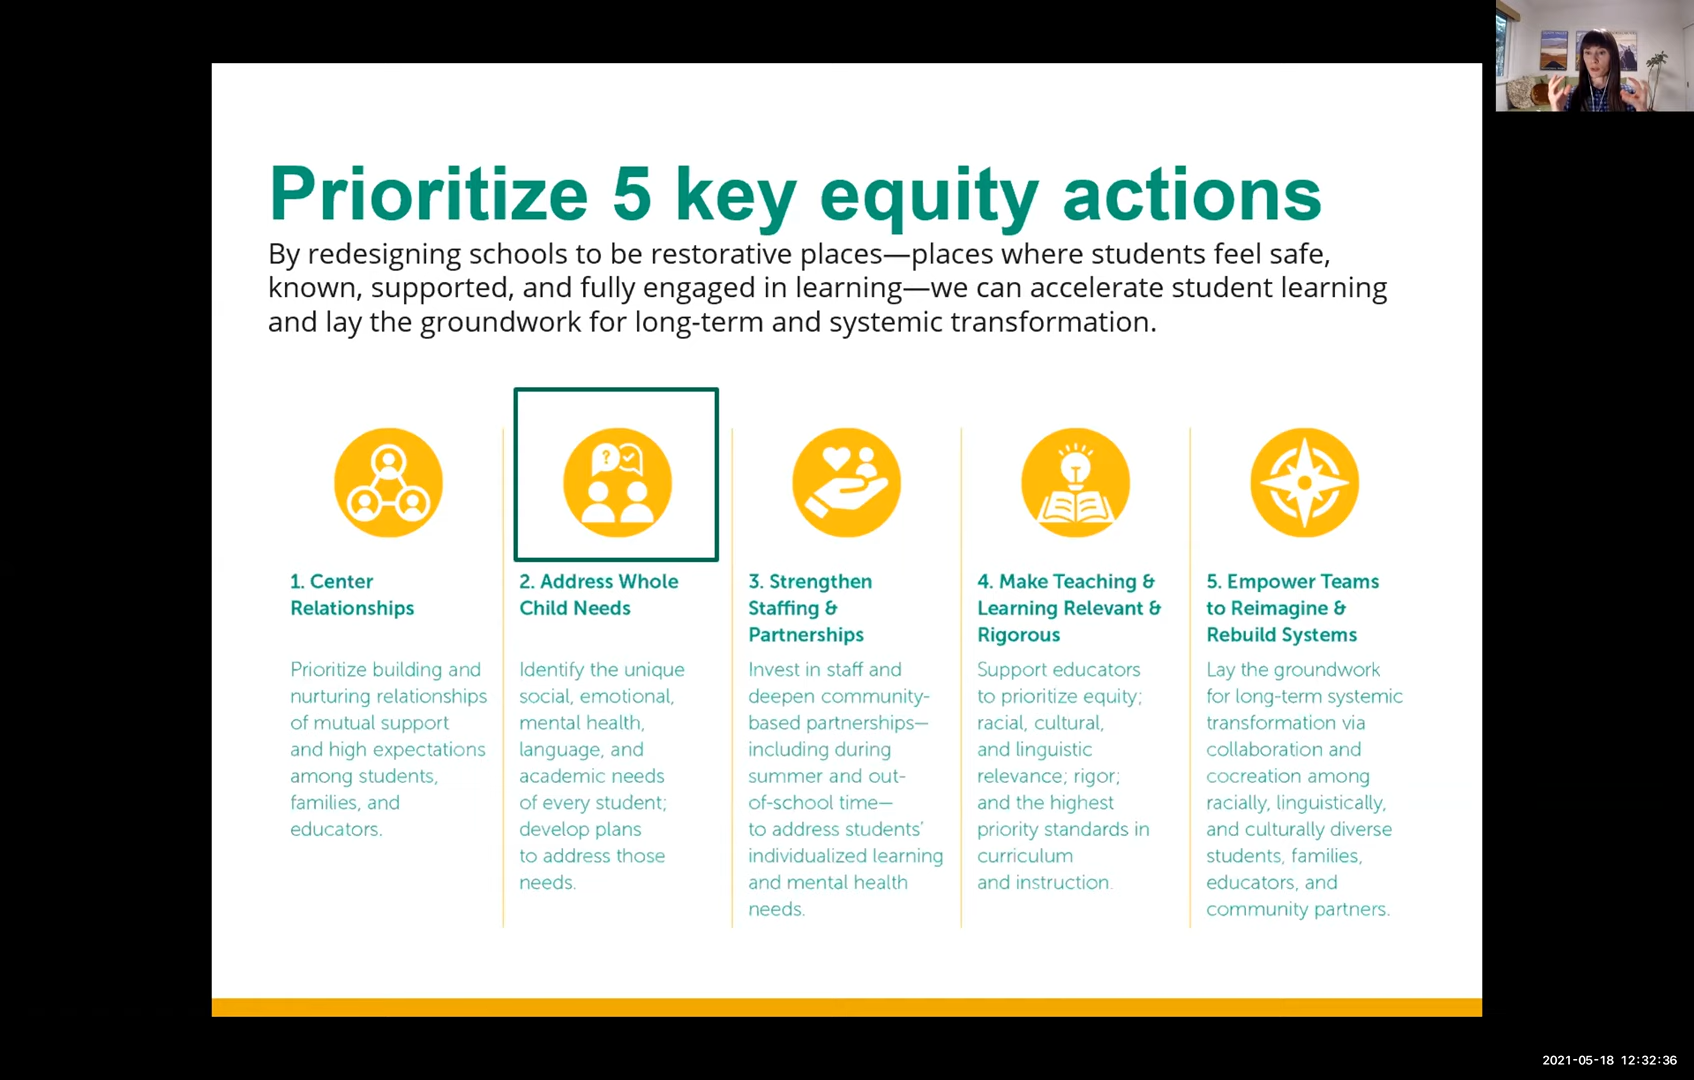 Prioritize 5 key equity actions
By redesigning schools to be restorative places—places where students feel safe,
known, supported, and fully engaged in learning—we can accelerate student learning
and lay the groundwork for long-term and systemic transformation.
?
1. Center
Relationships
Prioritize building and
nurturing relationships
of mutual support
and high expectations
among students,
families, and
educators.
2. Address Whole
Child Needs
Identify the unique
social, emotional,
mental health,
language, and
academic needs
of every student;
develop plans
to address those
needs.
3. Strengthen
Staffing &
Partnerships
Invest in staff and
deepen community-
based partnerships—
including during
summer and out-
of-school time—
to address students’
individualized learning
and mental health
needs.
4. Make Teaching &
Learning Relevant &
Rigorous
Support educators
to prioritize equity;
racial, cultural,
and linguistic
relevance; rigor;
and the highest
priority standards in
curriculum
and instruction.
5. Empower Teams
to Reimagine &
Rebuild Systems
Lay the groundwork
for long-term systemic
transformation via
collaboration and
cocreation among
racially, linguistically,
and culturally diverse
students, families,
educators, and
community partners.
2021-05-18 12:32:36